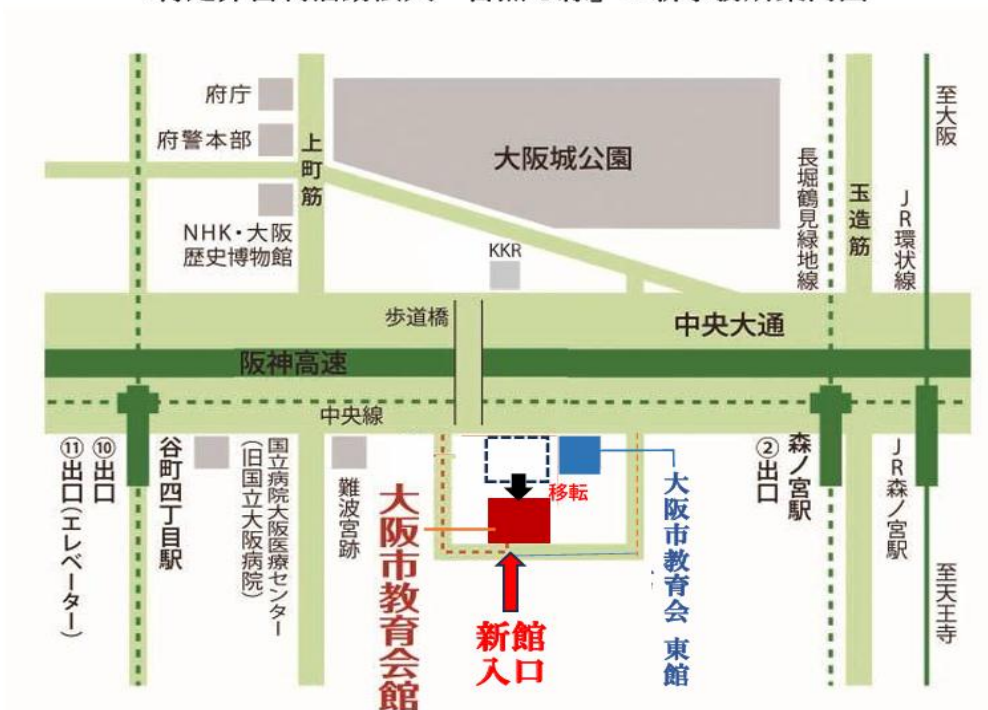 府庁
府警本部
上町筋
大阪城公園
NHK・大阪
歴史博物館
KKR
長堀鶴見緑地線
玉造筋
JR環状線
至大阪
歩道橋
中央大通
阪神高速
中央線
⑪出口(エレベーター)
⑩出口
谷町四丁目駅
国立病院大阪医療センター
(旧国立大阪病院)
難波宮跡
大阪市教育会館
移転
新館
入口
大阪市教育会 東館
②出口
森ノ宮駅
JR森ノ宮駅
至天王寺